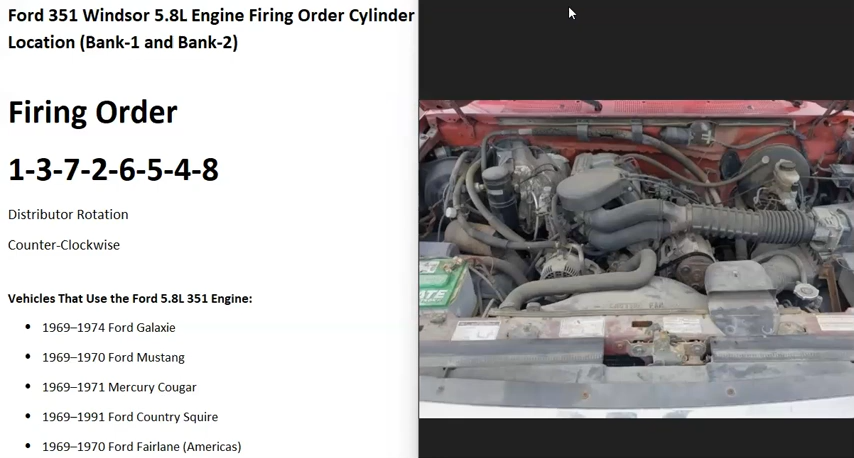 Ford 351 Windsor 5.8L Engine Firing Order Cylinder
Location (Bank-1 and Bank-2)
Firing Order
1-3-7-2-6-5-4-8
Distributor Rotation
Counter-Clockwise
Vehicles That Use the Ford 5.8L 351 Engine:
1969–1974 Ford Galaxie
1969–1970 Ford Mustang
1969–1971 Mercury Cougar
1969–1991 Ford Country Squire
1969–1970 Ford Fairlane (Americas)